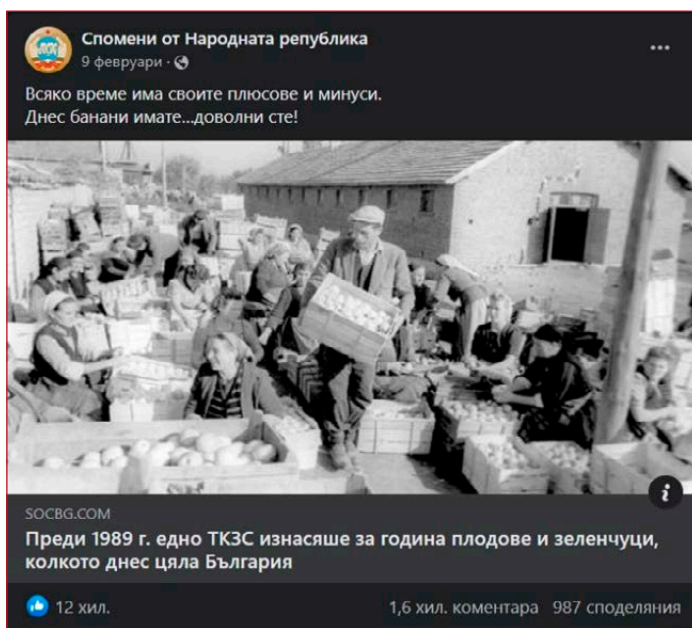 Спомени от Народната република
9 февруари ·
Всяко време има своите плюсове и минуси.
Днес банани имате...доволни сте!
SOCBG.COM
Преди 1989 г. едно ТКЗС изнасяше за година плодове и зеленчуци,
колкото днес цяла България
12 хил.
1,6 хил. коментара 987 споделяния